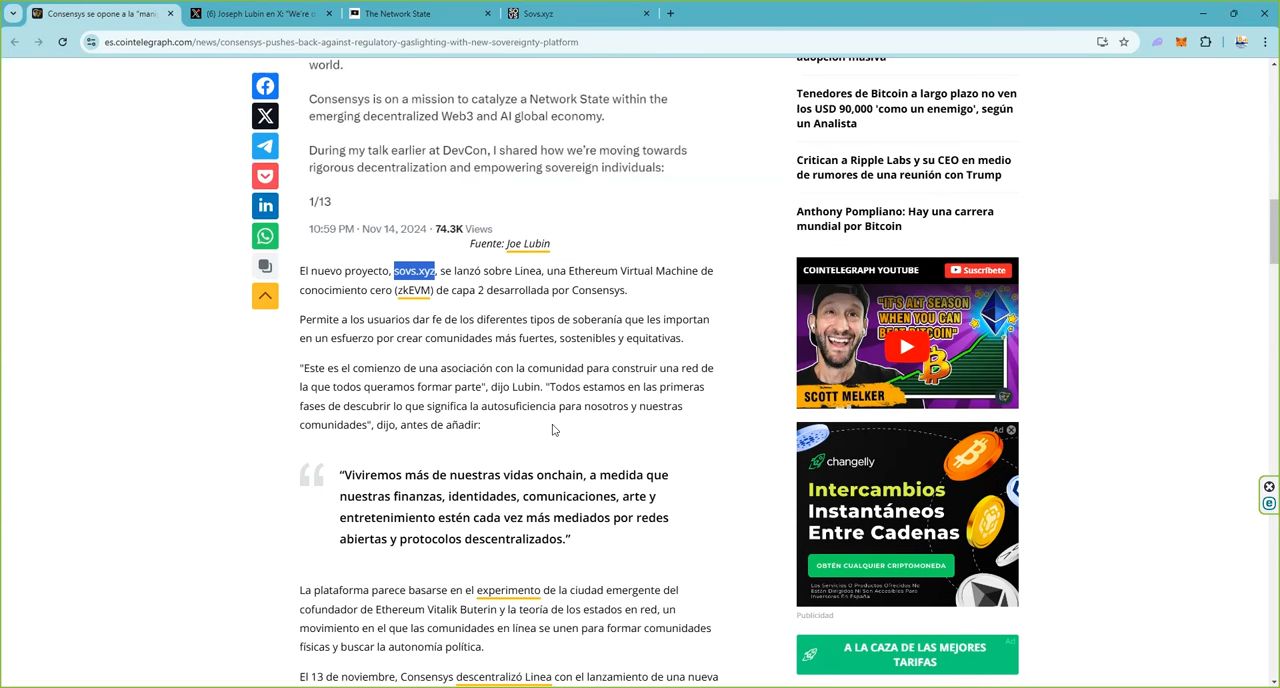 Consensys se opone a la "mani
(6) Joseph Lubin en X: "We're o
The Network State
Sovs.xyz
es.cointelegraph.com/news/consensys-pushes-back-against-regulatory-gaslighting-with-new-sovereignty-platform
world.
Consensys is on a mission to catalyze a Network State within the
emerging decentralized Web3 and AI global economy.
During my talk earlier at DevCon, I shared how we're moving towards
rigorous decentralization and empowering sovereign individuals:
1/13
10:59 PM · Nov 14, 2024 · 74.3K Views
Fuente: Joe Lubin
El nuevo proyecto, sovs.xyz, se lanzó sobre Linea, una Ethereum Virtual Machine de
conocimiento cero (zkEVM) de capa 2 desarrollada por Consensys.
Permite a los usuarios dar fe de los diferentes tipos de soberanía que les importan
en un esfuerzo por crear comunidades más fuertes, sostenibles y equitativas.
"Este es el comienzo de una asociación con la comunidad para construir una red de
la que todos queramos formar parte", dijo Lubin. "Todos estamos en las primeras
fases de descubrir lo que significa la autosuficiencia para nosotros y nuestras
comunidades", dijo, antes de añadir:
“Viviremos más de nuestras vidas onchain, a medida que
nuestras finanzas, identidades, comunicaciones, arte y
entretenimiento estén cada vez más mediados por redes
abiertas y protocolos descentralizados.”
La plataforma parece basarse en el experimento de la ciudad emergente del
cofundador de Ethereum Vitalik Buterin y la teoría de los estados en red, un
movimiento en el que las comunidades en línea se unen para formar comunidades
físicas y buscar la autonomía política.
El 13 de noviembre, Consensys descentralizó Linea con el lanzamiento de una nueva
adopción masiva
Tenedores de Bitcoin a largo plazo no ven
los USD 90,000 'como un enemigo', según
un Analista
Critican a Ripple Labs y su CEO en medio
de rumores de una reunión con Trump
Anthony Pompliano: Hay una carrera
mundial por Bitcoin
COINTELEGRAPH YOUTUBE
Suscríbete
"IT'S ALT SEASON
WHEN YOU CAN
BEAT BITCOIN"
SCOTT MELKER
Ad
changelly
Intercambios
Instantáneos
Entre Cadenas
OBTÉN CUALQUIER CRIPTOMONEDA
Los Servicios O Productos Ofrecidos No
Están Dirigidos Ni Son Accesibles Para
Inversores En España
Publicidad
Ad
A LA CAZA DE LAS MEJORES
TARIFAS